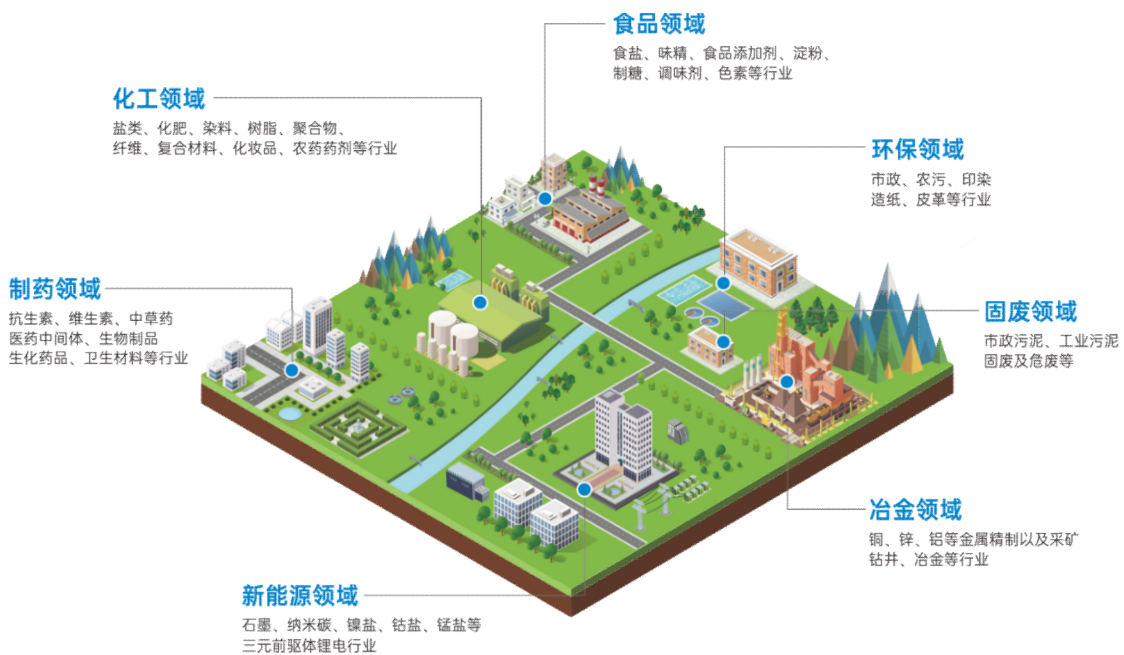 食品领域
食盐、味精、食品添加剂、淀粉、
制糖、调味剂、色素等行业
化工领域
盐类、化肥、染料、树脂、聚合物、
纤维、复合材料、化妆品、农药药剂等行业
环保领域
市政、农污、印染
造纸、皮革等行业
制药领域
抗生素、维生素、中草药
医药中间体、生物制品
生化药品、卫生材料等行业
固废领域
市政污泥、工业污泥
固废及危废等
冶金领域
铜、锌、铝等金属精制以及采矿
钻井、冶金等行业
新能源领域
石墨、纳米碳、镍盐、钴盐、锰盐等
三元前驱体锂电行业